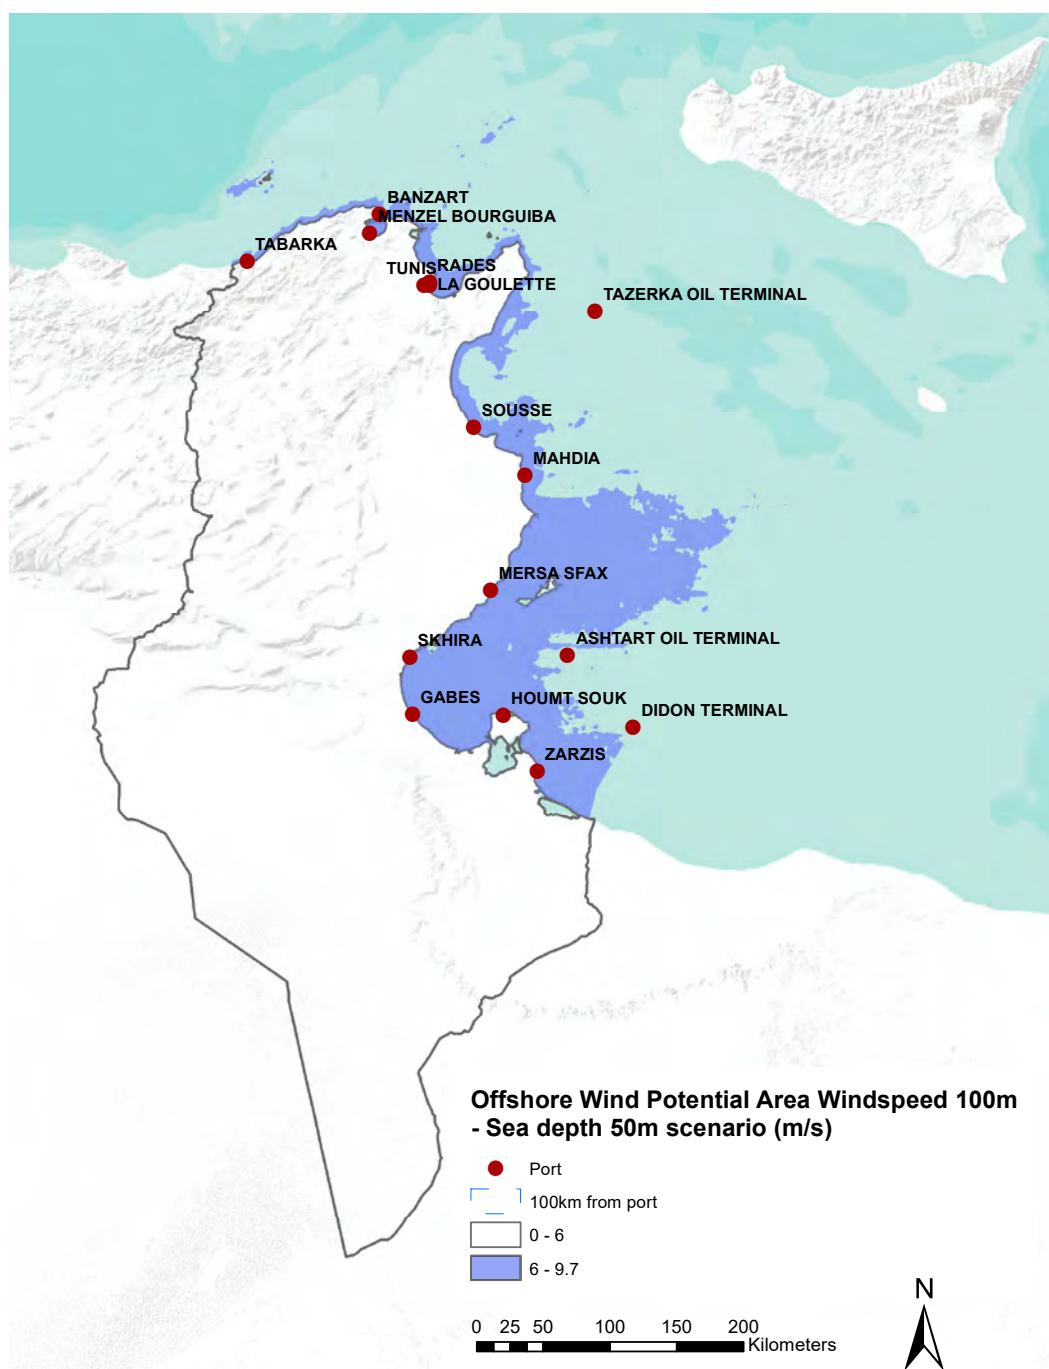 BANZART
MENZEL BOURGUIBA
TABARKA
TUNIS
RADES
LA GOULETTE
TAZERKA OIL TERMINAL
SOUSSE
MAHDIA
MERSA SFAX
SKHIRA
ASHTART OIL TERMINAL
GABES
HOUMT SOUK
DIDON TERMINAL
ZARZIS
Offshore Wind Potential Area Windspeed 100m
- Sea depth 50m scenario (m/s)
Port
100km from port
0 - 6
6 - 9.7
N
0 25 50 100 150 200
Kilometers